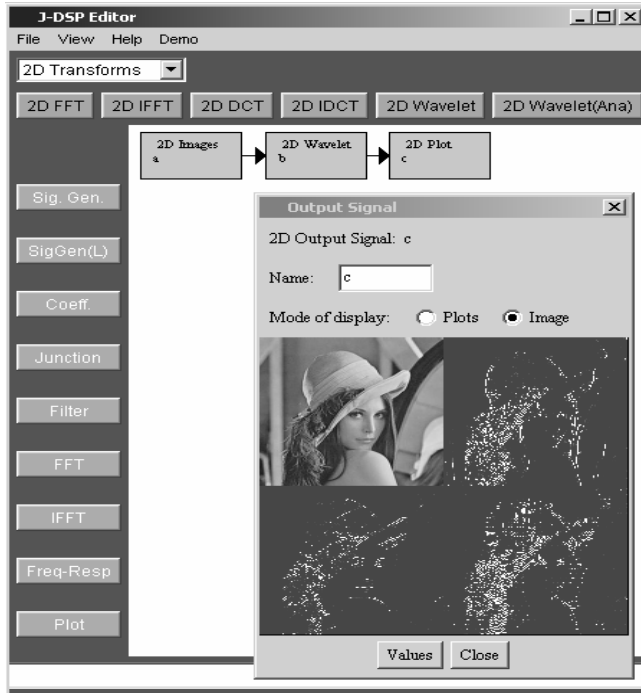 J-DSP Editor
File View Help Demo
2D Transforms
2D FFT 2D IFFT 2D DCT 2D IDCT 2D Wavelet 2D Wavelet(Ana)
2D Images 2D Wavelet 2D Plot
a b c
Sig. Gen.
SigGen(L)
Coeff.
Junction
Filter
FFT
IFFT
Freq-Resp
Plot
Output Signal
2D Output Signal: c
Name: c
Mode of display: Plots Image
Values Close